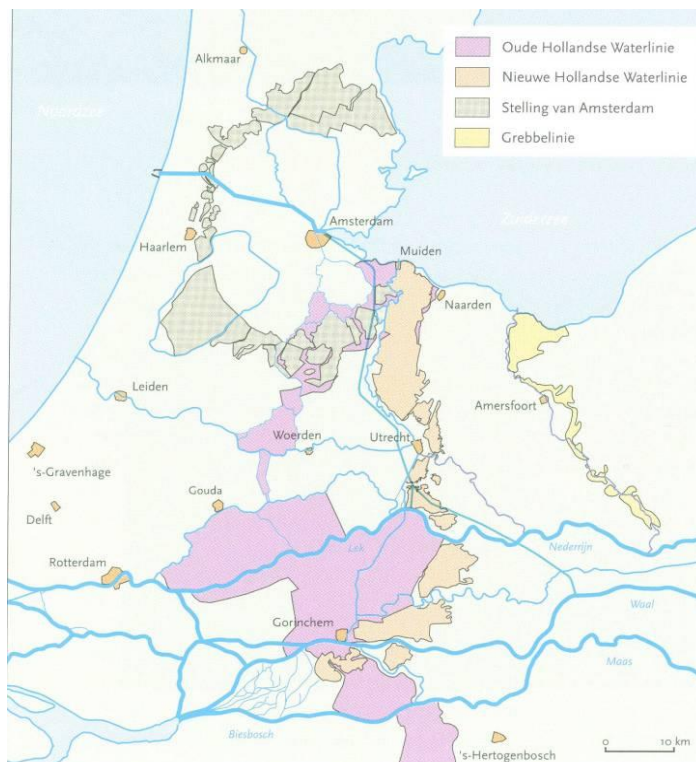 Oude Hollandse Waterlinie
Nieuwe Hollandse Waterlinie
Stelling van Amsterdam
Grebbelinie
Alkmaar
Noordzee
Zuiderzee
Amsterdam
Haarlem
Muiden
Naarden
Leiden
Amersfoort
Woerden
Utrecht
's-Gravenhage
Gouda
Delft
Lek
Nederrijn
Rotterdam
Waal
Gorinchem
Maas
Biesbosch
's-Hertogenbosch
0 10 km